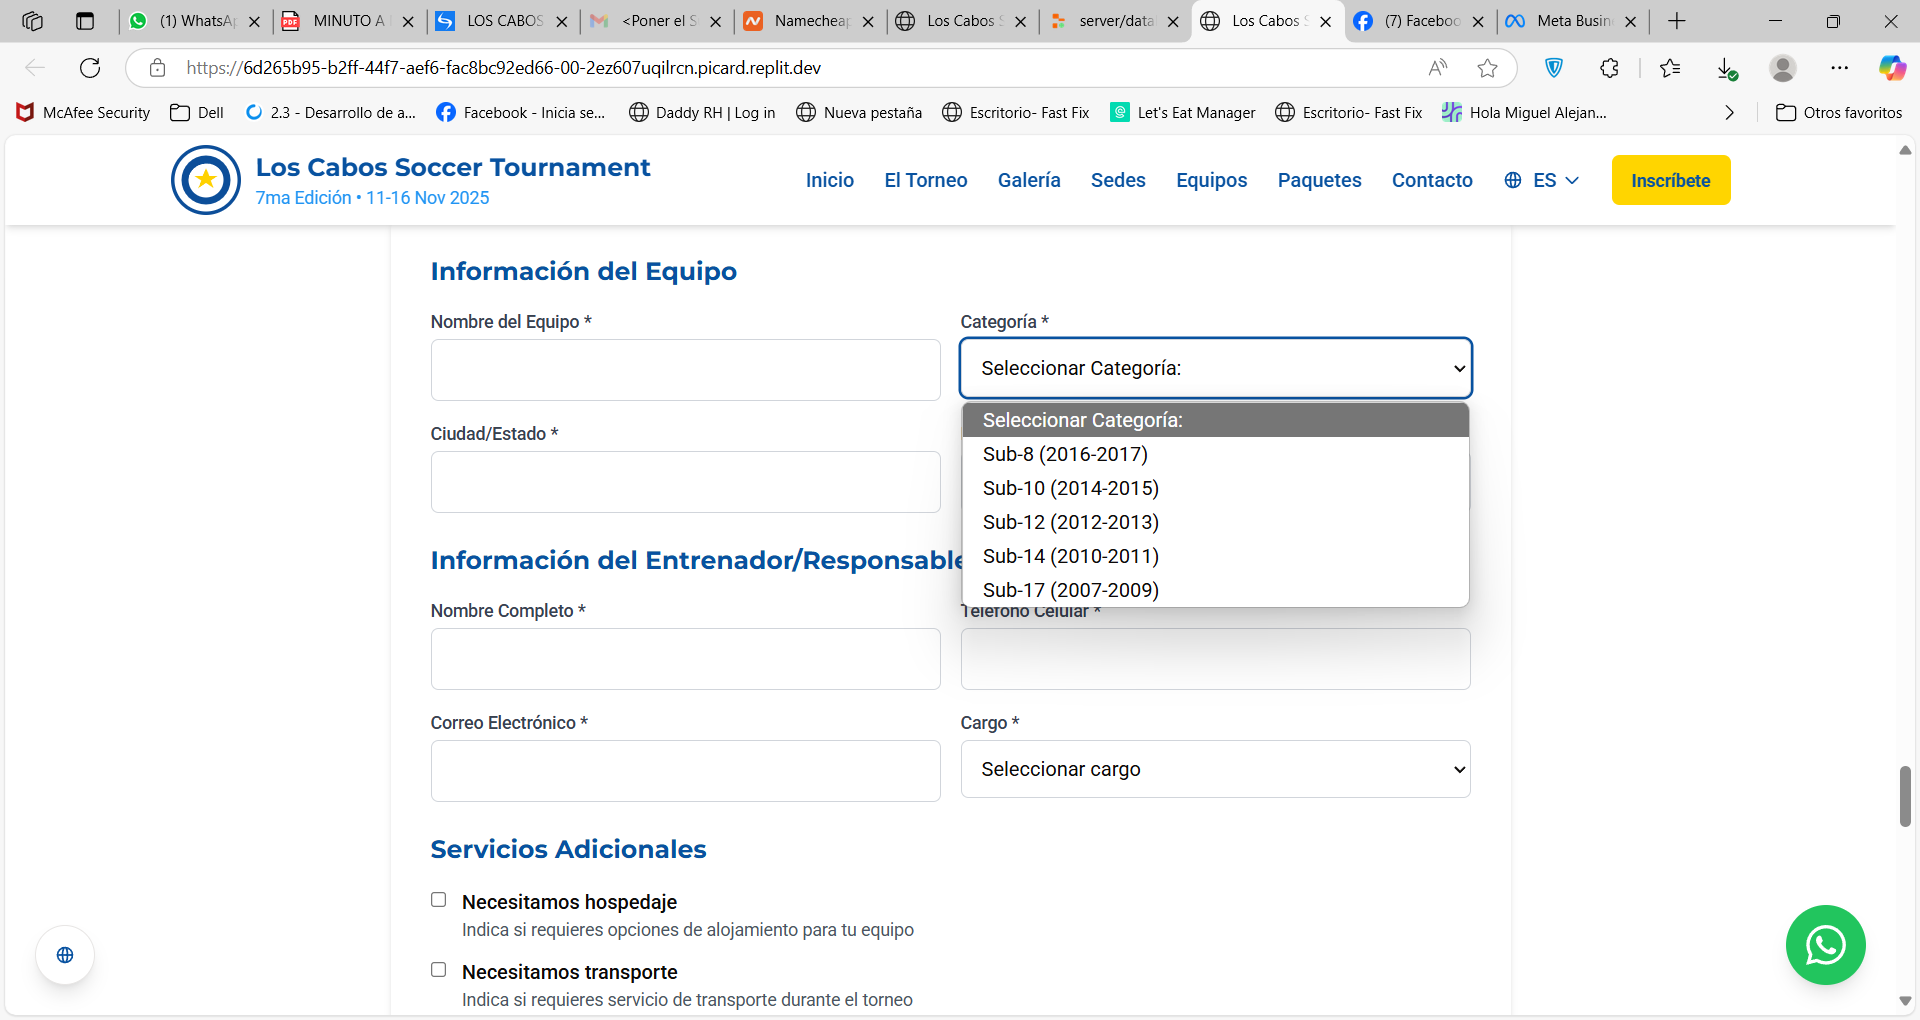 (1) WhatsA
MINUTO A
LOS CABOS
<Poner el S
Namecheap
Los Cabos S
server/data
Los Cabos S
(7) Faceboo
Meta Busin
https://6d265b95-b2ff-44f7-aef6-fac8bc92ed66-00-2ez607uqilrcn.picard.replit.dev
McAfee Security
Dell
2.3 - Desarrollo de a...
Facebook - Inicia se...
Daddy RH | Log in
Nueva pestaña
Escritorio- Fast Fix
Let's Eat Manager
Escritorio- Fast Fix
Hola Miguel Alejan...
Otros favoritos
Los Cabos Soccer Tournament
7ma Edición • 11-16 Nov 2025
Inicio
El Torneo
Galería
Sedes
Equipos
Paquetes
Contacto
ES
Inscríbete
Información del Equipo
Nombre del Equipo *
Categoría *
Seleccionar Categoría:
Seleccionar Categoría:
Sub-8 (2016-2017)
Sub-10 (2014-2015)
Sub-12 (2012-2013)
Sub-14 (2010-2011)
Sub-17 (2007-2009)
Ciudad/Estado *
Información del Entrenador/Responsable
Nombre Completo *
Teléfono Celular *
Correo Electrónico *
Cargo *
Seleccionar cargo
Servicios Adicionales
Necesitamos hospedaje
Indica si requieres opciones de alojamiento para tu equipo
Necesitamos transporte
Indica si requieres servicio de transporte durante el torneo